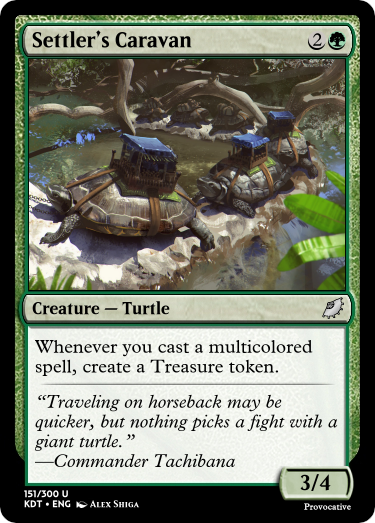 Settler's Caravan 2
Creature — Turtle
Whenever you cast a multicolored
spell, create a Treasure token.
“Traveling on horseback may be
quicker, but nothing picks a fight with a
giant turtle.”
—Commander Tachibana
3/4
151/300 U
KDT • ENG Alex Shiga
Provocative